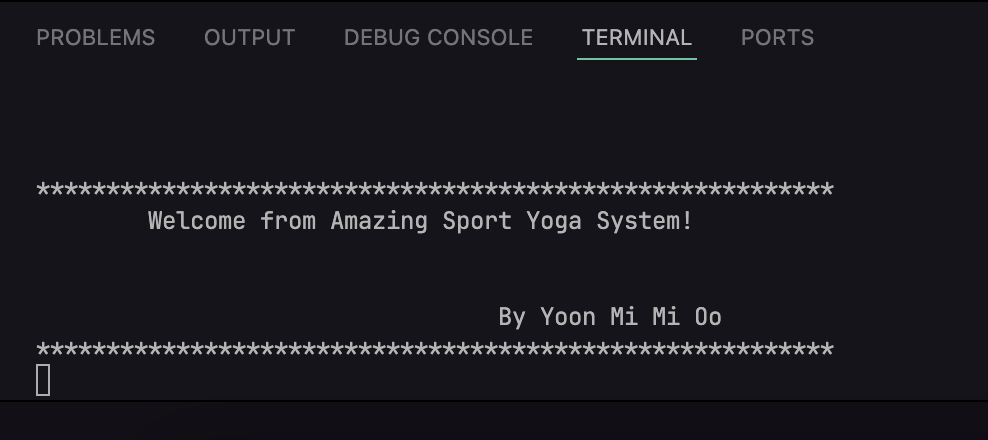 PROBLEMS OUTPUT DEBUG CONSOLE TERMINAL PORTS
*********************************************************
Welcome from Amazing Sport Yoga System!
By Yoon Mi Mi Oo
*********************************************************